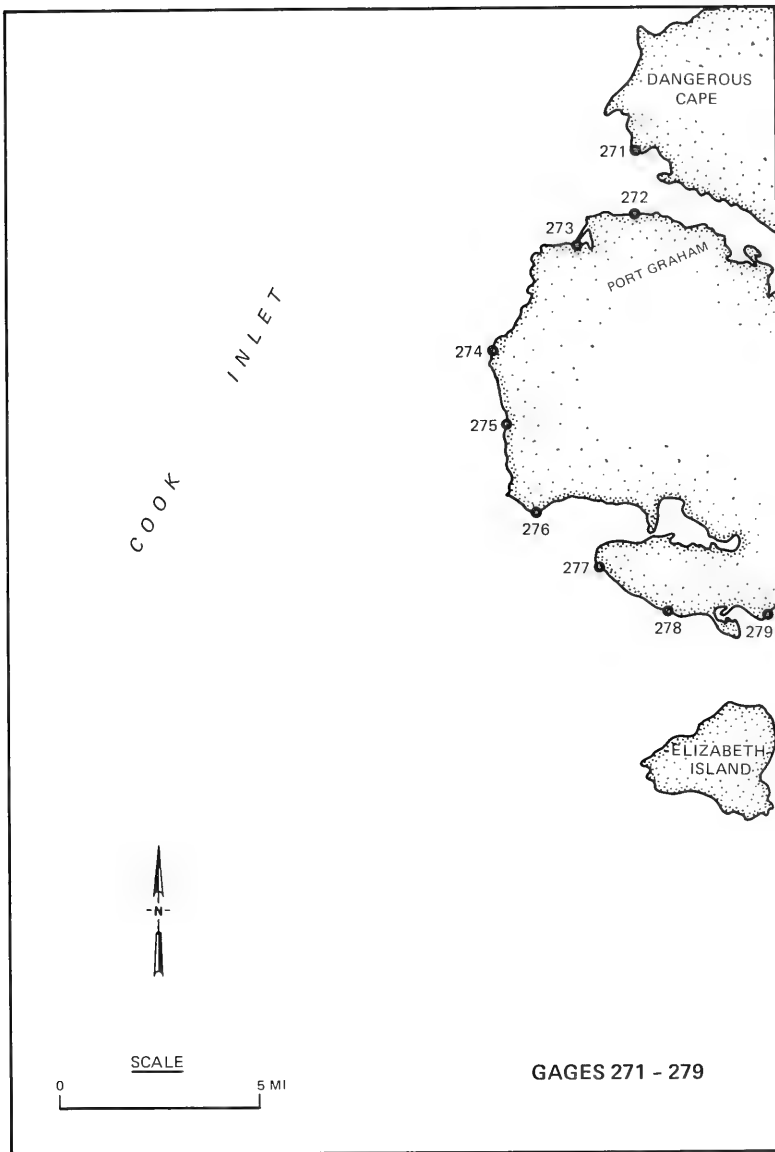 DANGEROUS
CAPE
271
272
273
PORT GRAHAM
COOK INLET
274
275
276
277
278
279
ELIZABETH
ISLAND
-N-
SCALE
0 5 MI
GAGES 271 - 279